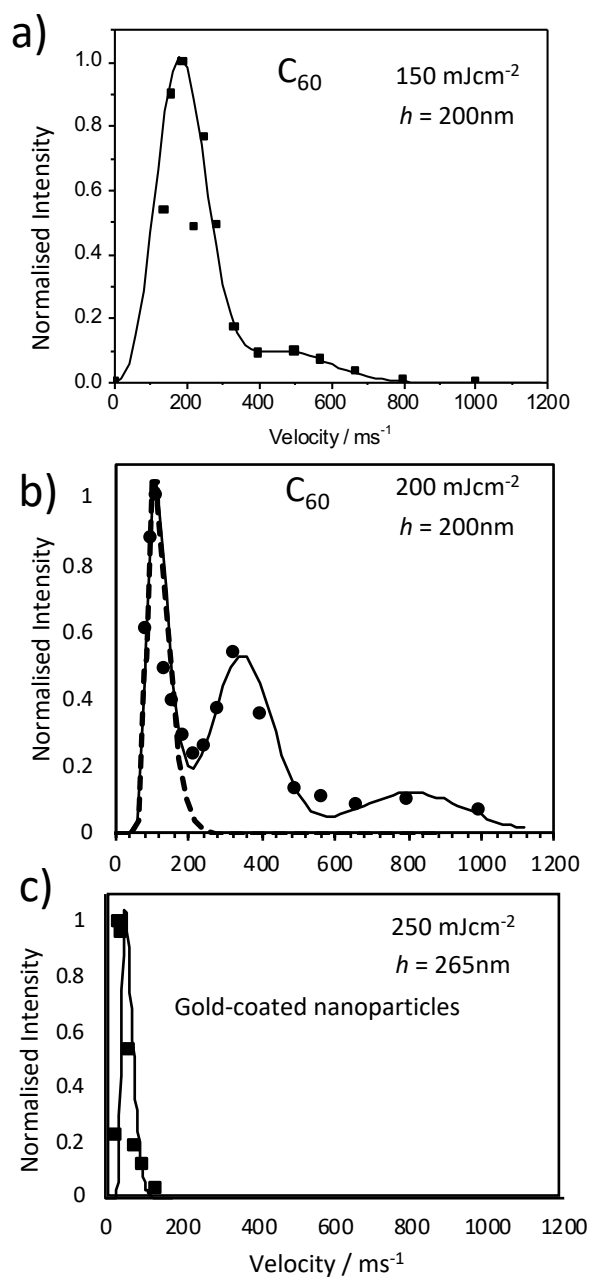 a)
C₆₀
150 mJcm⁻²
h = 200nm
Normalised Intensity
1.0
0.8
0.6
0.4
0.2
0.0
0 200 400 600 800 1000 1200
Velocity / ms⁻¹
b)
C₆₀
200 mJcm⁻²
h = 200nm
Normalised Intensity
1
0.8
0.6
0.4
0.2
0
0 200 400 600 800 1000 1200
c)
250 mJcm⁻²
h = 265nm
Gold-coated nanoparticles
Normalised Intensity
1
0.8
0.6
0.4
0.2
0
0 200 400 600 800 1000 1200
Velocity / ms⁻¹